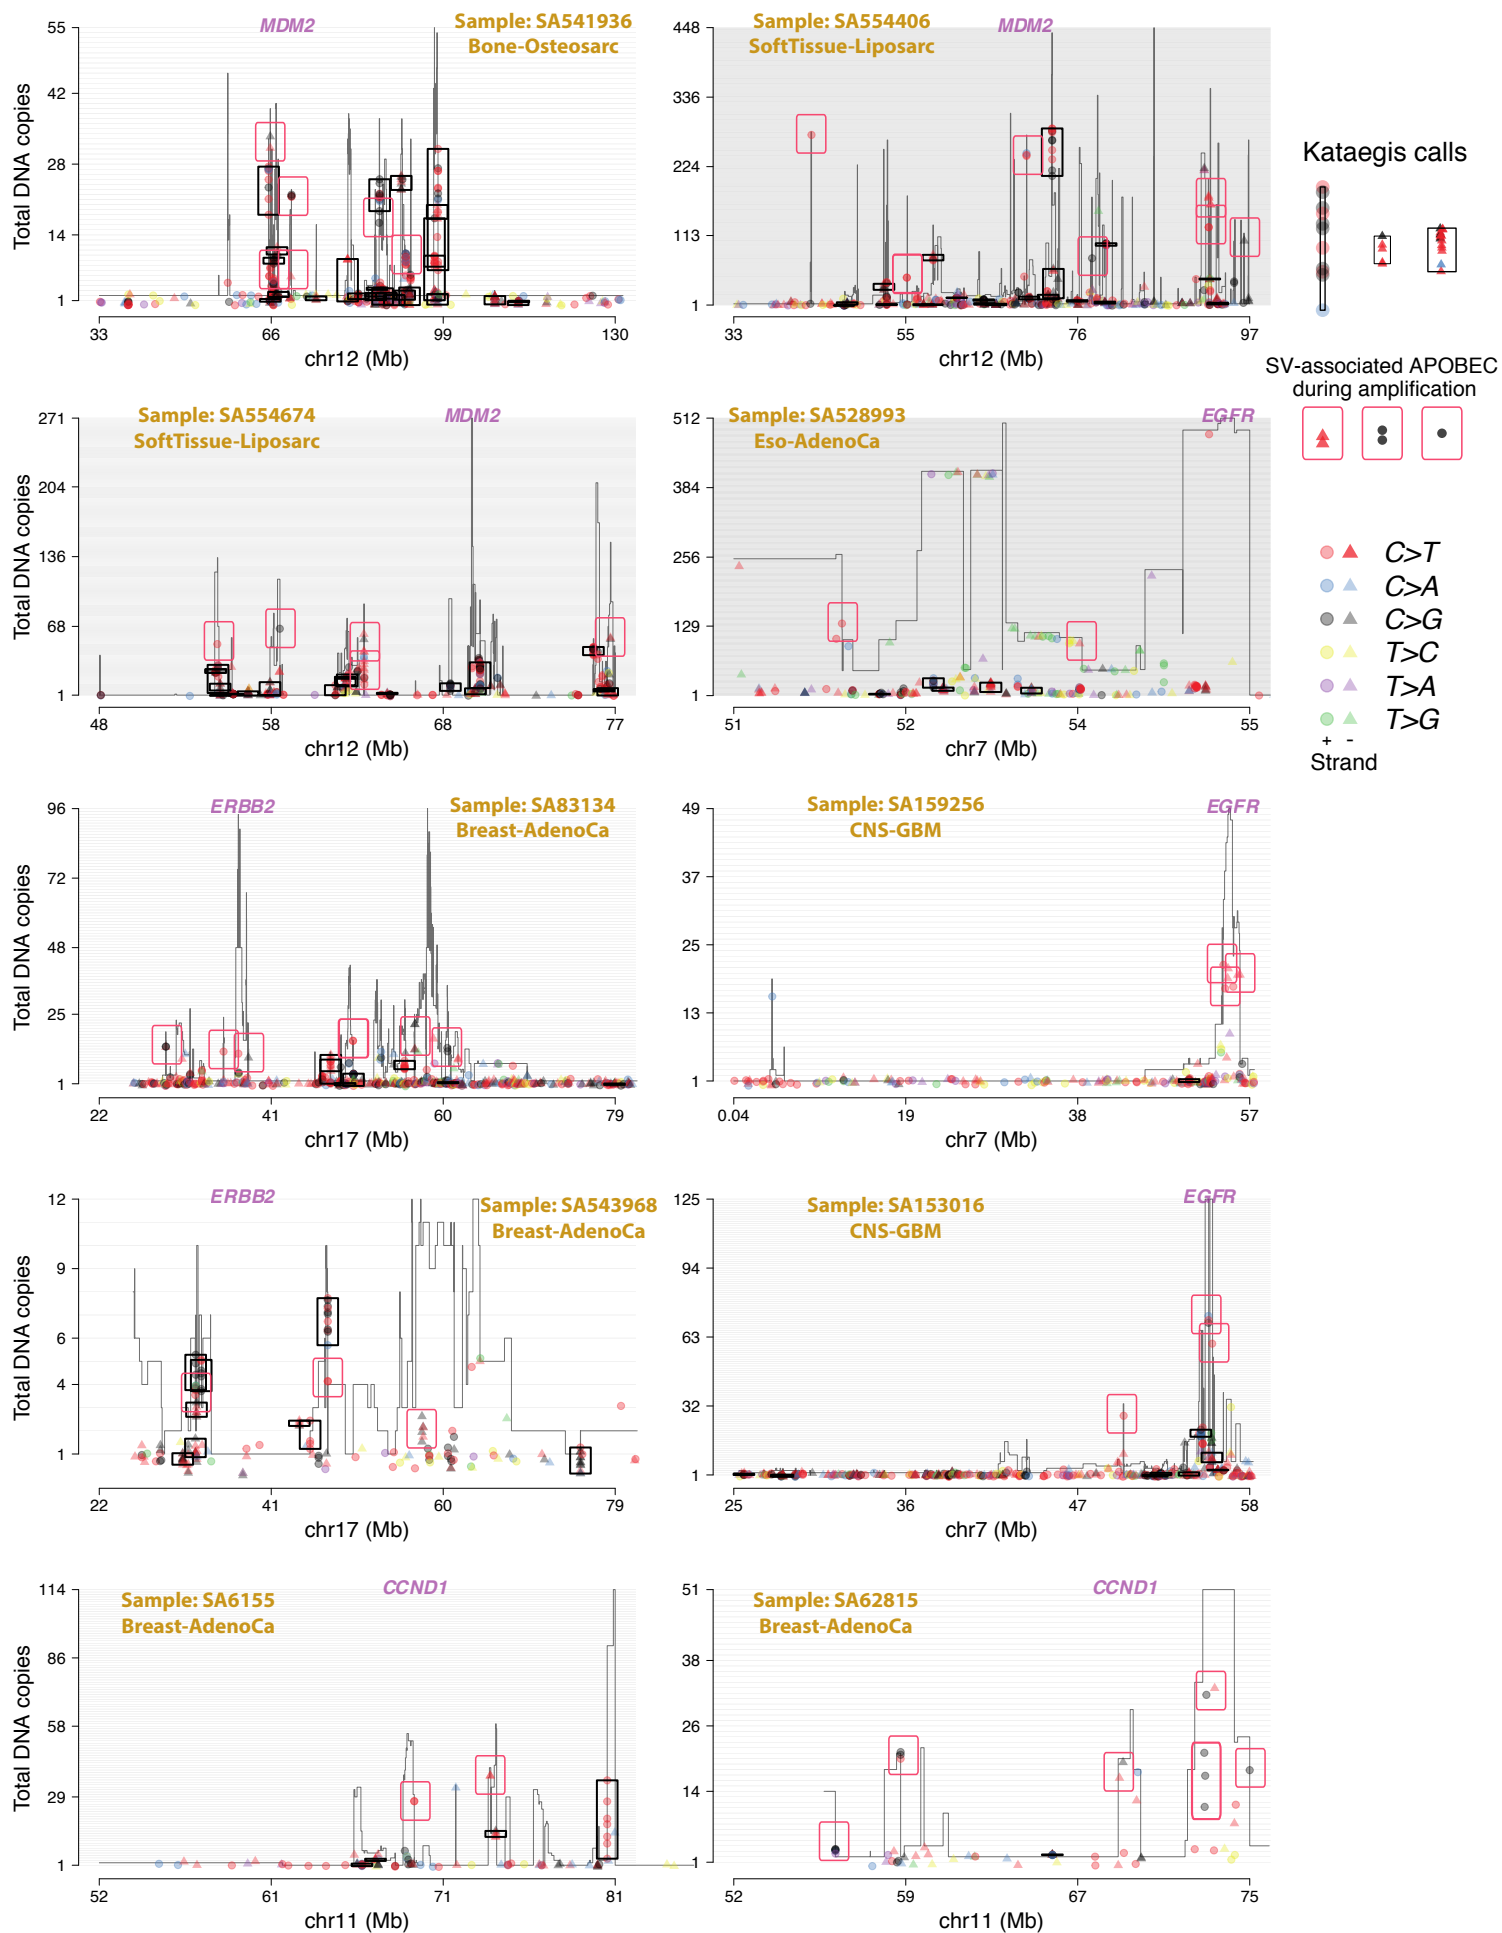 MDM2
Sample: SA541936
Bone-Osteosarc
Total DNA copies
55
42
28
14
1
33
66
99
130
chr12 (Mb)
Sample: SA554406
SoftTissue-Liposarc
MDM2
448
336
224
113
1
33
55
76
97
chr12 (Mb)
Kataegis calls
SV-associated APOBEC
during amplification
C>T
C>A
C>G
T>C
T>A
T>G
+ -
Strand
Sample: SA554674
SoftTissue-Liposarc
MDM2
Total DNA copies
271
204
136
68
1
48
58
68
77
chr12 (Mb)
Sample: SA528993
Eso-AdenoCa
EGFR
512
384
256
129
1
51
52
54
55
chr7 (Mb)
ERBB2
Sample: SA83134
Breast-AdenoCa
Total DNA copies
96
72
48
25
1
22
41
60
79
chr17 (Mb)
Sample: SA159256
CNS-GBM
EGFR
49
37
25
13
1
0.04
19
38
57
chr7 (Mb)
ERBB2
Sample: SA543968
Breast-AdenoCa
Total DNA copies
12
9
6
4
1
22
41
60
79
chr17 (Mb)
Sample: SA153016
CNS-GBM
EGFR
125
94
63
32
1
25
36
47
58
chr7 (Mb)
Sample: SA6155
Breast-AdenoCa
CCND1
Total DNA copies
114
86
58
29
1
52
61
71
81
chr11 (Mb)
Sample: SA62815
Breast-AdenoCa
CCND1
51
38
26
14
1
52
59
67
75
chr11 (Mb)